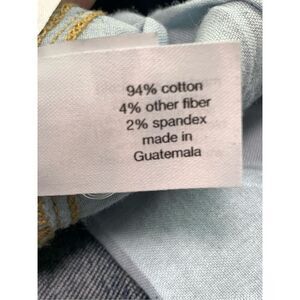 94% cotton
4% other fiber
2% spandex
made in
Guatemala